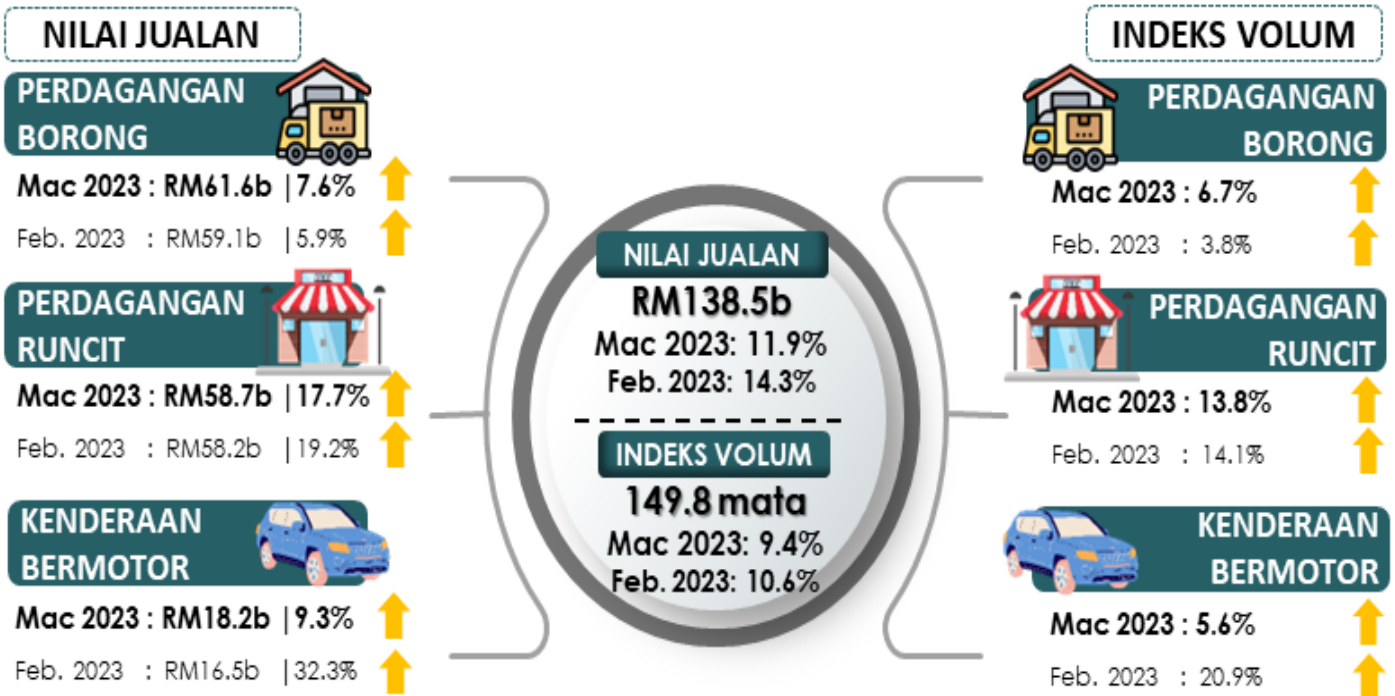 NILAI JUALAN
PERDAGANGAN
BORONG
Mac 2023 : RM61.6b |7.6%
Feb. 2023 : RM59.1b |5.9%
PERDAGANGAN
RUNCIT
Mac 2023 : RM58.7b |17.7%
Feb. 2023 : RM58.2b |19.2%
KENDERAAN
BERMOTOR
Mac 2023 : RM18.2b |9.3%
Feb. 2023 : RM16.5b |32.3%
NILAI JUALAN
RM138.5b
Mac 2023: 11.9%
Feb. 2023: 14.3%
INDEKS VOLUM
149.8 mata
Mac 2023: 9.4%
Feb. 2023: 10.6%
INDEKS VOLUM
PERDAGANGAN
BORONG
Mac 2023 : 6.7%
Feb. 2023 : 3.8%
PERDAGANGAN
RUNCIT
Mac 2023 : 13.8%
Feb. 2023 : 14.1%
KENDERAAN
BERMOTOR
Mac 2023 : 5.6%
Feb. 2023 : 20.9%